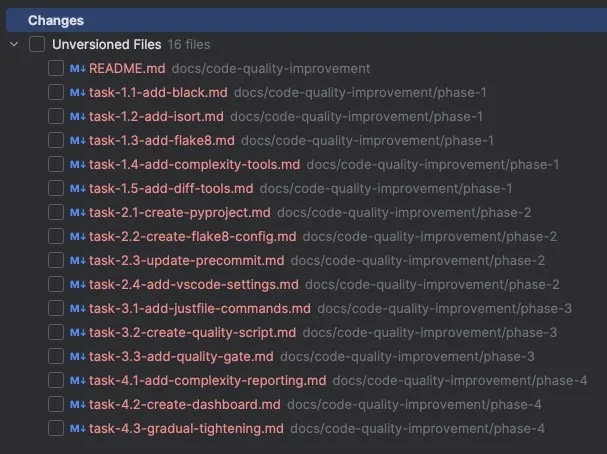 Changes
Unversioned Files 16 files
M↓ README.md docs/code-quality-improvement
M↓ task-1.1-add-black.md docs/code-quality-improvement/phase-1
M↓ task-1.2-add-isort.md docs/code-quality-improvement/phase-1
M↓ task-1.3-add-flake8.md docs/code-quality-improvement/phase-1
M↓ task-1.4-add-complexity-tools.md docs/code-quality-improvement/phase-1
M↓ task-1.5-add-diff-tools.md docs/code-quality-improvement/phase-1
M↓ task-2.1-create-pyproject.md docs/code-quality-improvement/phase-2
M↓ task-2.2-create-flake8-config.md docs/code-quality-improvement/phase-2
M↓ task-2.3-update-precommit.md docs/code-quality-improvement/phase-2
M↓ task-2.4-add-vscode-settings.md docs/code-quality-improvement/phase-2
M↓ task-3.1-add-justfile-commands.md docs/code-quality-improvement/phase-3
M↓ task-3.2-create-quality-script.md docs/code-quality-improvement/phase-3
M↓ task-3.3-add-quality-gate.md docs/code-quality-improvement/phase-3
M↓ task-4.1-add-complexity-reporting.md docs/code-quality-improvement/phase-4
M↓ task-4.2-create-dashboard.md docs/code-quality-improvement/phase-4
M↓ task-4.3-gradual-tightening.md docs/code-quality-improvement/phase-4